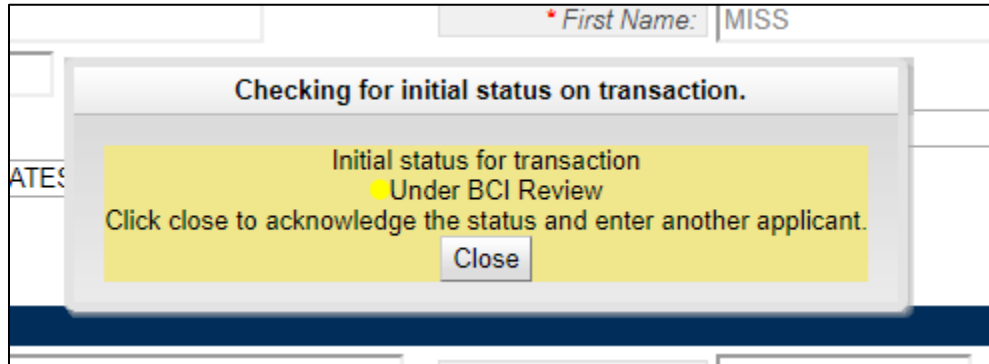 * First Name: MISS
Checking for initial status on transaction.
ATES
Initial status for transaction
Under BCI Review
Click close to acknowledge the status and enter another applicant.
Close